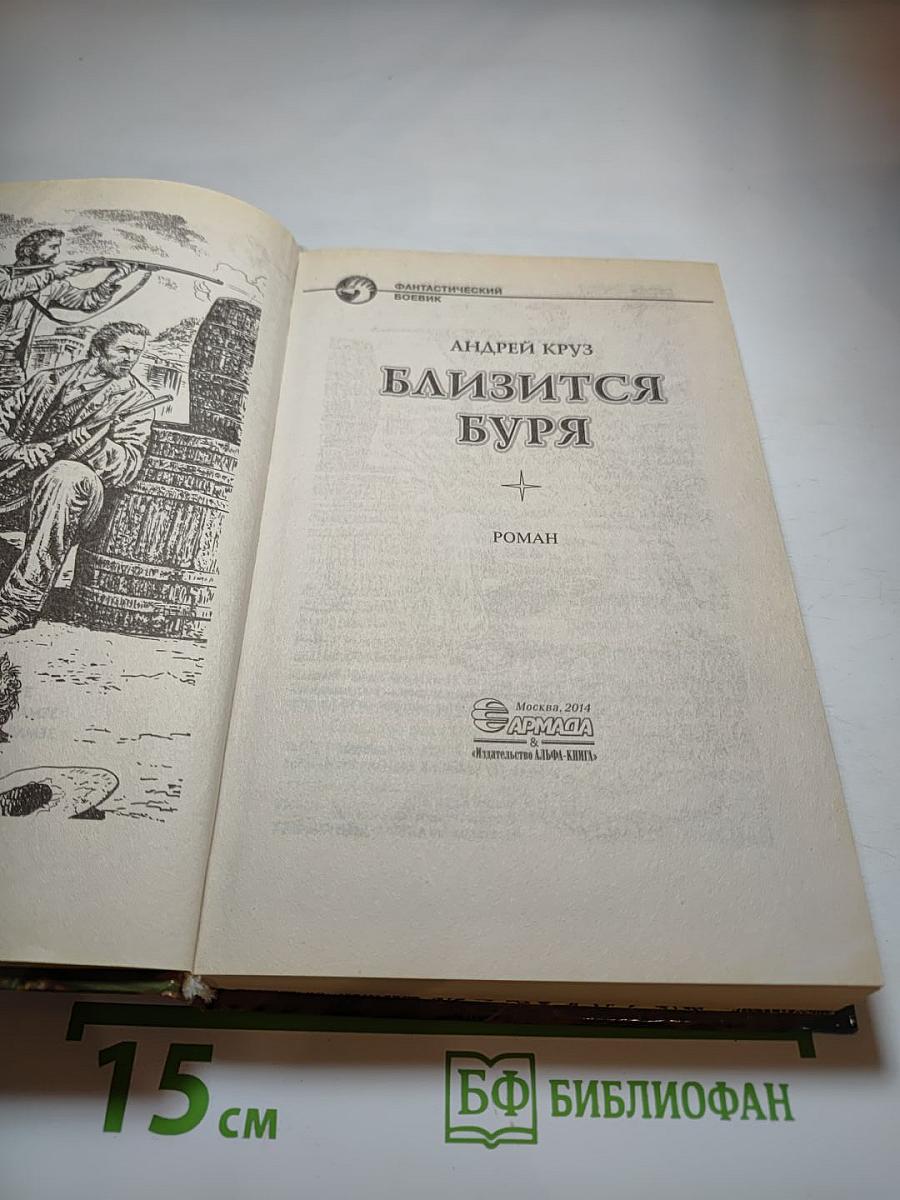 ФАНТАСТИЧЕСКИЙ
БОЕВИК
АНДРЕЙ КРУЗ
БЛИЗИТСЯ
БУРЯ
РОМАН
Москва, 2014
АРМАДА
&
«Издательство АЛЬФА-КНИГА»
15 см
БФ БИБЛИОФАН